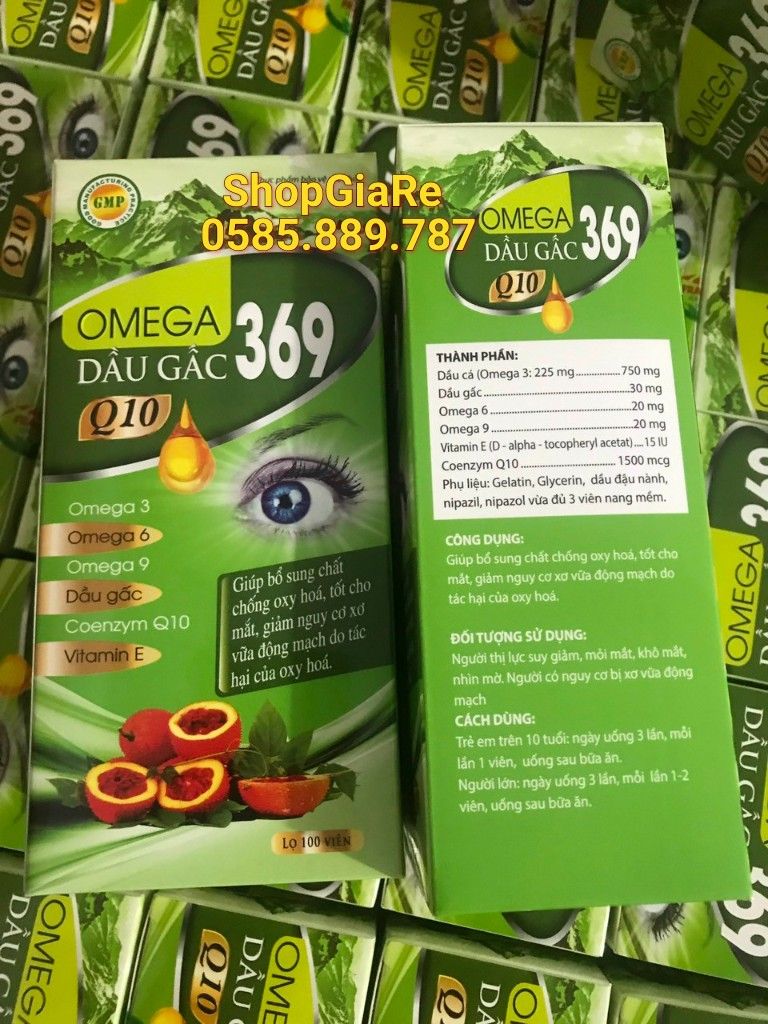 ShopGiaRe
0585.889.787
GOOD MANUFACTURING PRACTICE
GMP
OMEGA
DẦU GẤC 369
Q10
Omega 3
Omega 6
Omega 9
Dầu gấc
Coenzym Q10
Vitamin E
Giúp bổ sung chất
chống oxy hoá, tốt cho
mắt, giảm nguy cơ xơ
vữa động mạch do tác
hại của oxy hoá.
LỌ 100 VIÊN
OMEGA
DẦU GẤC 369
Q10
THÀNH PHẦN:
Dầu cá (Omega 3: 225 mg...............750 mg
Dầu gấc...............30 mg
Omega 6...............20 mg
Omega 9...............20 mg
Vitamin E (D - alpha - tocopheryl acetat)....15 IU
Coenzym Q10...............1500 mcg
Phụ liệu: Gelatin, Glycerin, dầu đậu nành,
nipazil, nipazol vừa đủ 3 viên nang mềm.
CÔNG DỤNG:
Giúp bổ sung chất chống oxy hoá, tốt cho
mắt, giảm nguy cơ xơ vữa động mạch do
tác hại của oxy hoá.
ĐỐI TƯỢNG SỬ DỤNG:
Người thị lực suy giảm, mỏi mắt, khô mắt,
nhìn mờ. Người có nguy cơ bị xơ vữa động
mạch
CÁCH DÙNG:
Trẻ em trên 10 tuổi: ngày uống 3 lần, mỗi
lần 1 viên, uống sau bữa ăn.
Người lớn: ngày uống 3 lần, mỗi lần 1-2
viên, uống sau bữa ăn.